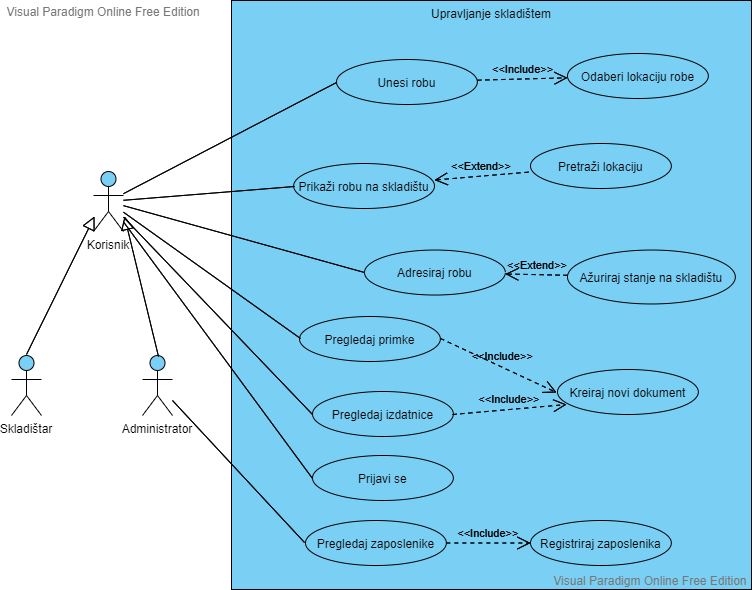 Visual Paradigm Online Free Edition
Upravljanje skladištem
Unesi robu
<<Include>>
Odaberi lokaciju robe
Prikaži robu na skladištu
<<Extend>>
Pretraži lokaciju
Korisnik
Adresiraj robu
<<Extend>>
Ažuriraj stanje na skladištu
Pregledaj primke
<<Include>>
Kreiraj novi dokument
<<Include>>
Pregledaj izdatnice
Skladištar
Administrator
Prijavi se
Pregledaj zaposlenike
<<Include>>
Registriraj zaposlenika
Visual Paradigm Online Free Edition